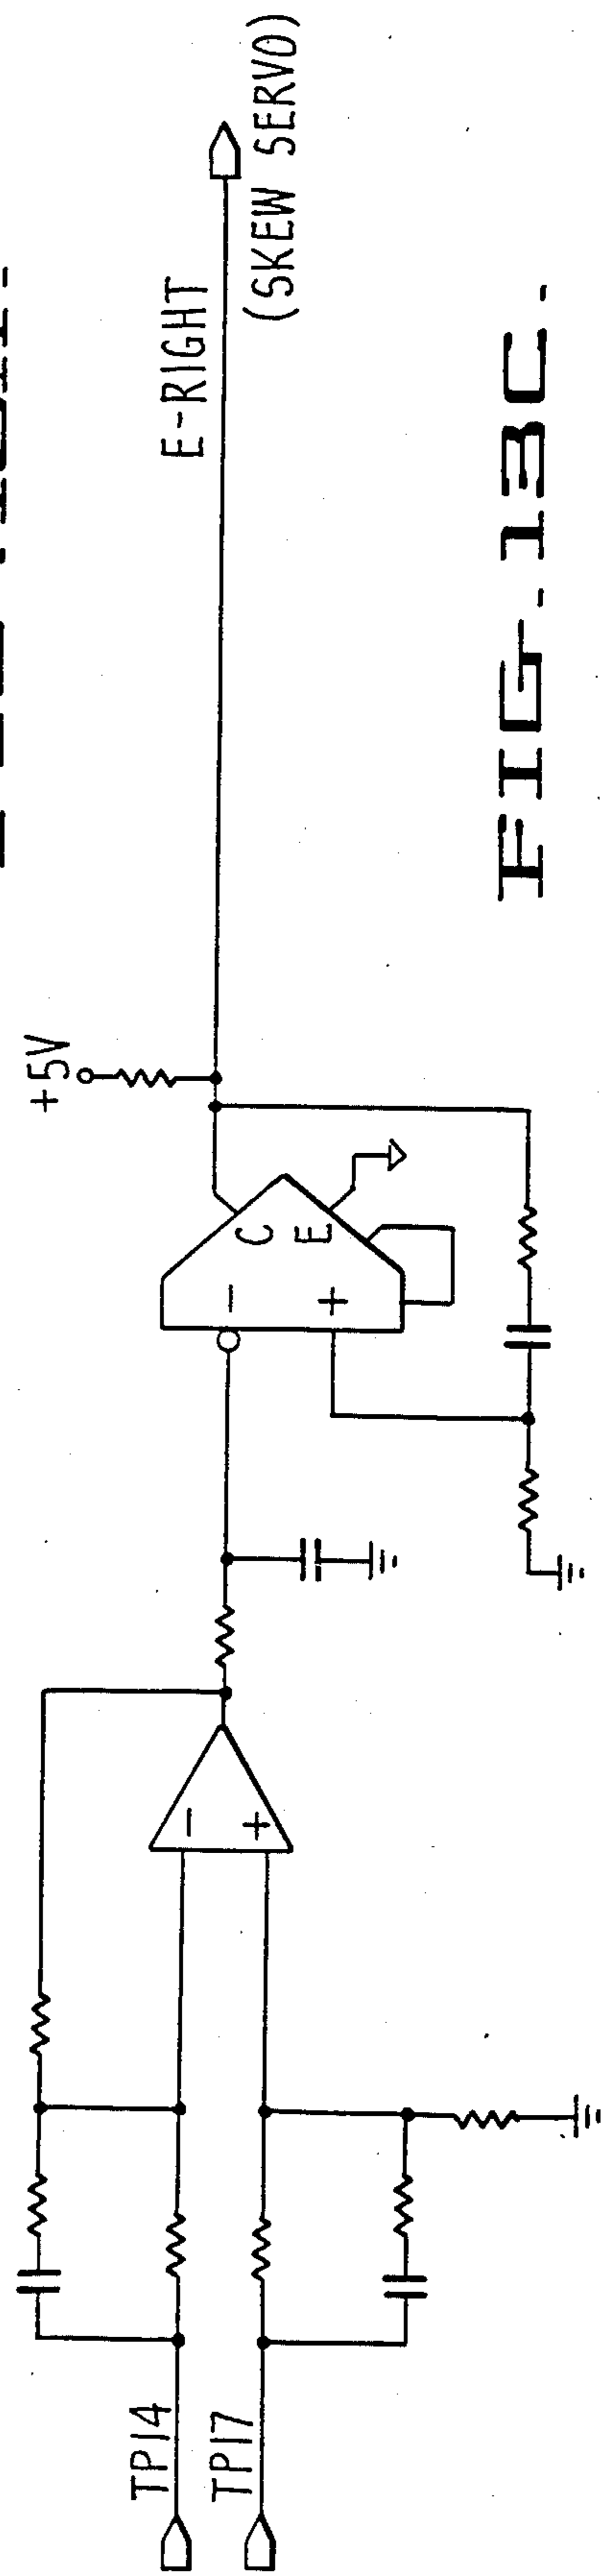 TP14
TP17
−
+
−
+
C
E
+5V
E-RIGHT
(SKEW SERVO)
FIG.13C.